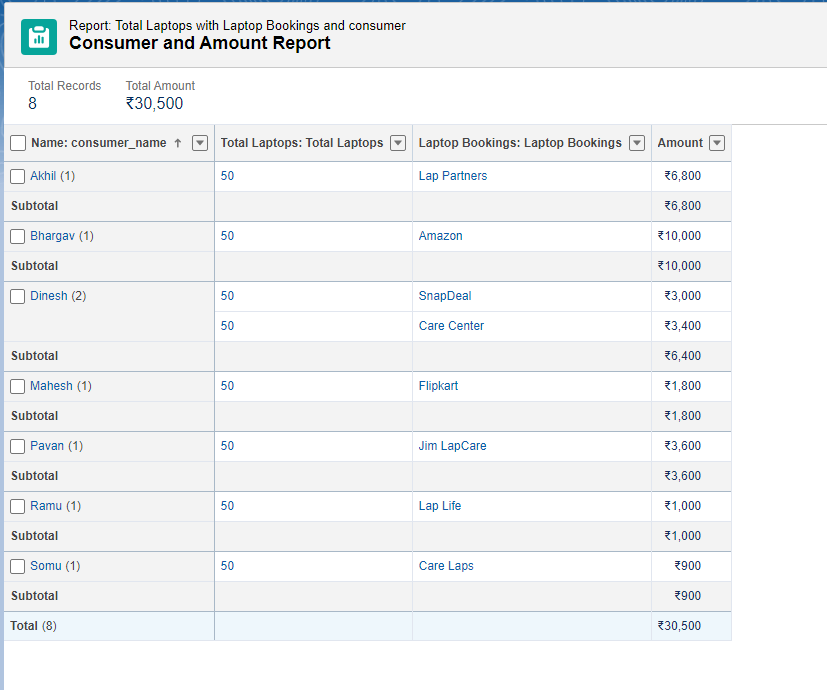 Report: Total Laptops with Laptop Bookings and consumer
Consumer and Amount Report
Total Records Total Amount
8 ₹30,500
Name: consumer_name ↑ Total Laptops: Total Laptops Laptop Bookings: Laptop Bookings Amount
Akhil (1) 50 Lap Partners ₹6,800
Subtotal ₹6,800
Bhargav (1) 50 Amazon ₹10,000
Subtotal ₹10,000
Dinesh (2) 50 SnapDeal ₹3,000
50 Care Center ₹3,400
Subtotal ₹6,400
Mahesh (1) 50 Flipkart ₹1,800
Subtotal ₹1,800
Pavan (1) 50 Jim LapCare ₹3,600
Subtotal ₹3,600
Ramu (1) 50 Lap Life ₹1,000
Subtotal ₹1,000
Somu (1) 50 Care Laps ₹900
Subtotal ₹900
Total (8) ₹30,500